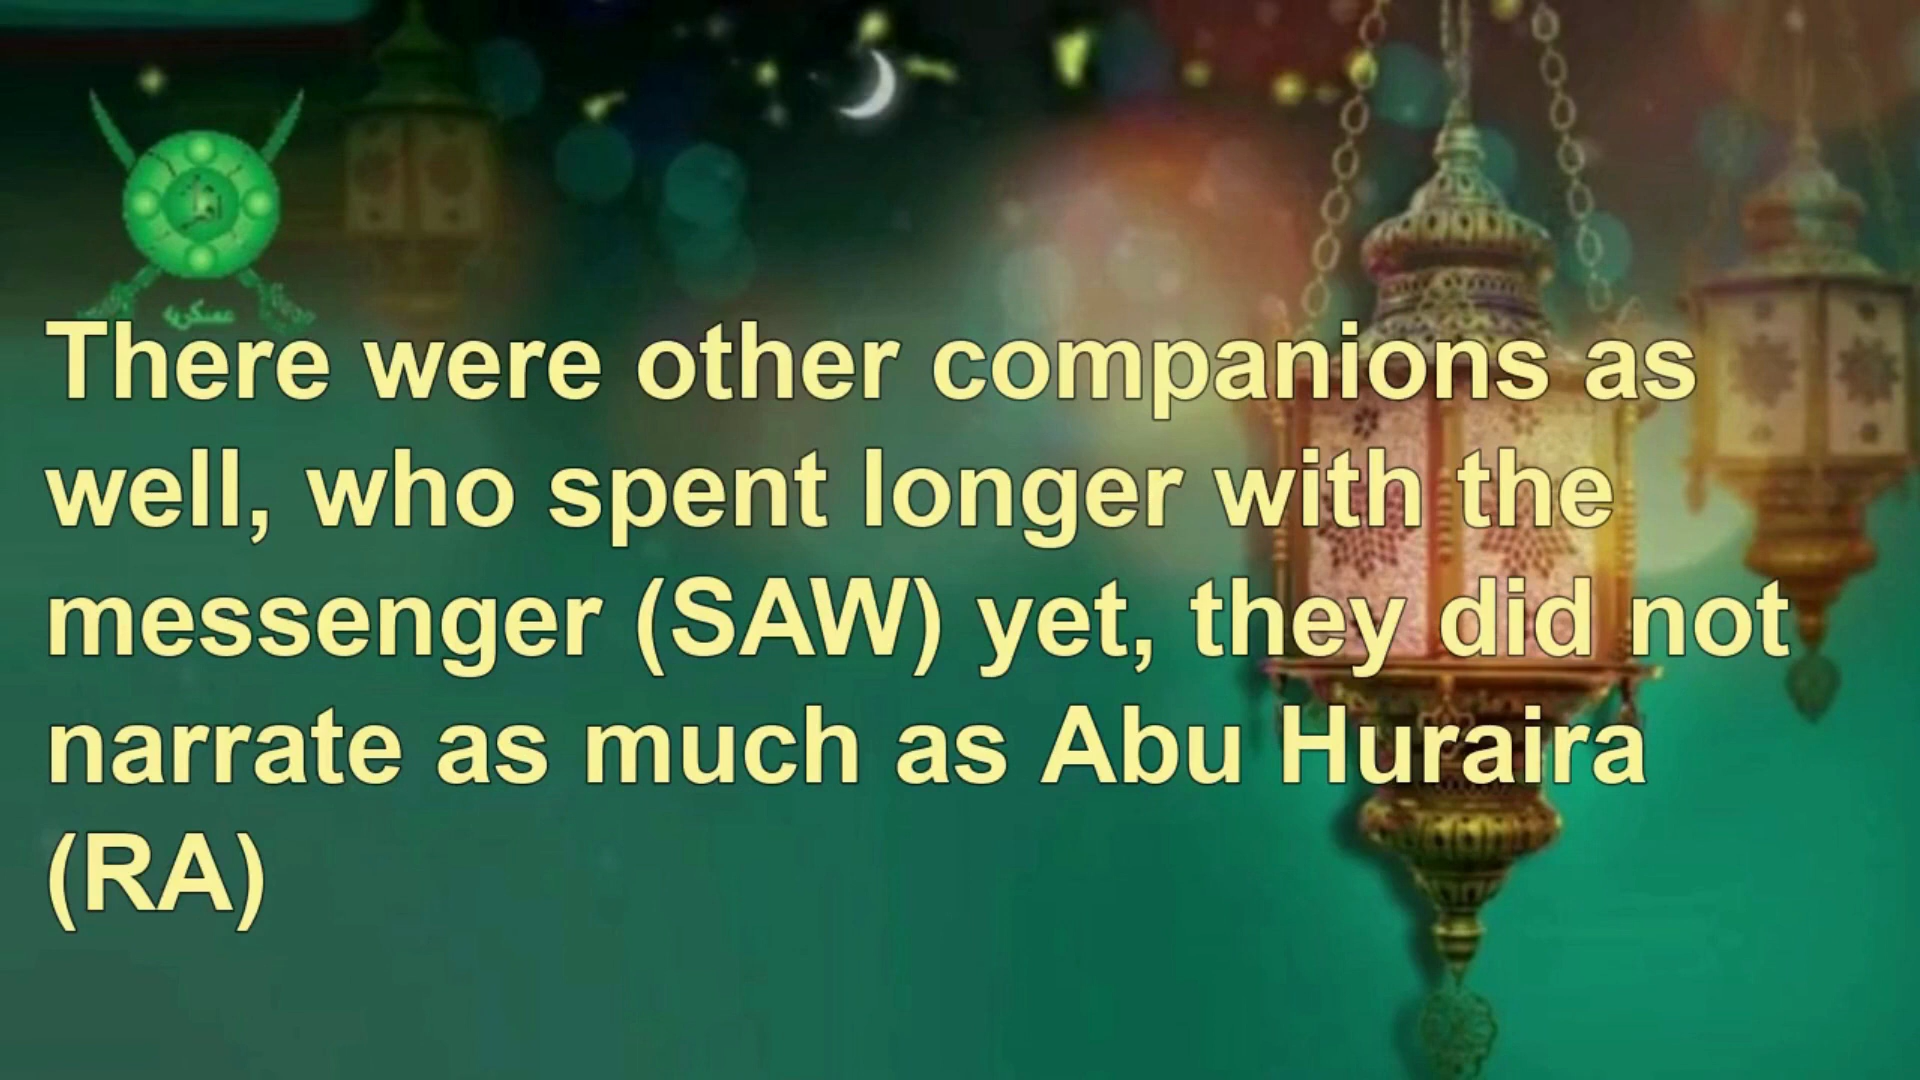 عسكرية
There were other companions as
well, who spent longer with the
messenger (SAW) yet, they did not
narrate as much as Abu Huraira
(RA)